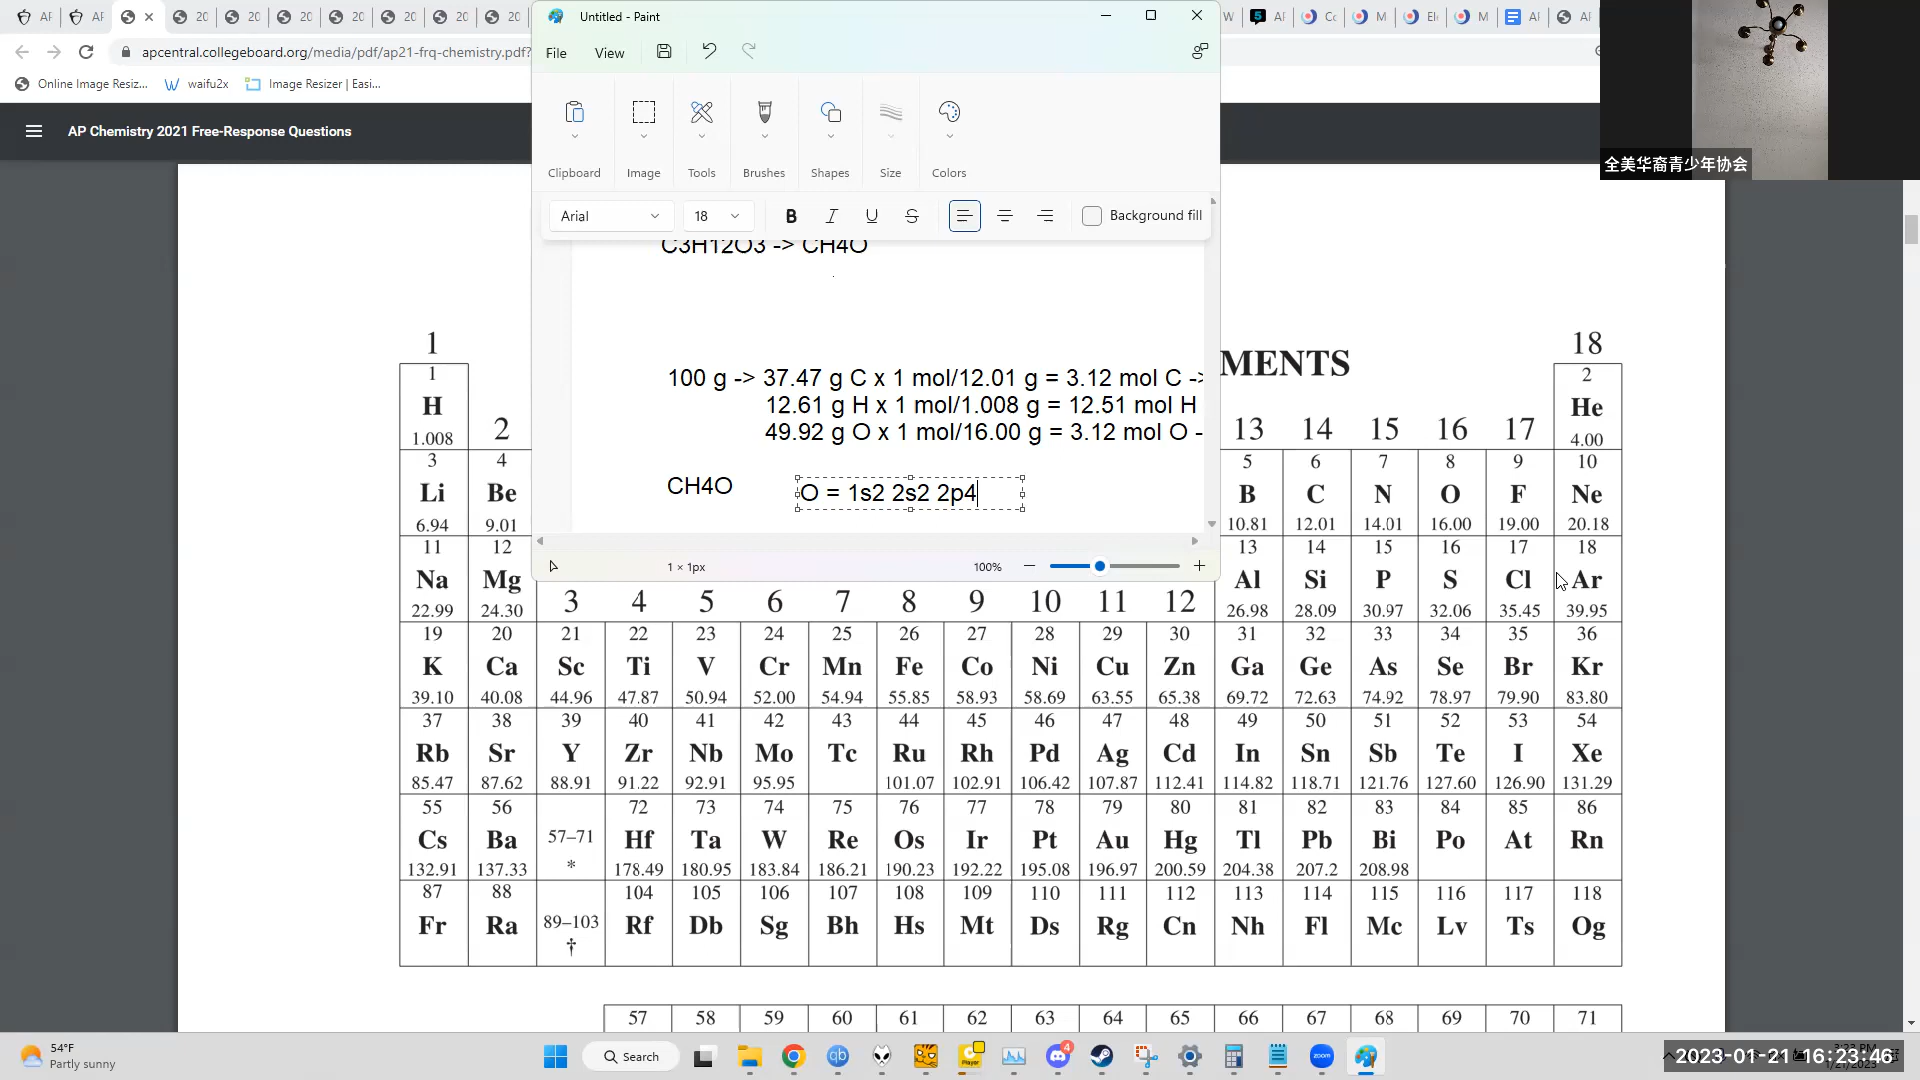 AF
AF
20
20
20
20
20
20
20
W
AF
Cc
M
Ele
M
AF
AF
Untitled - Paint
File
View
apcentral.collegeboard.org/media/pdf/ap21-frq-chemistry.pdf?
Online Image Resiz...
waifu2x
Image Resizer | Easi...
AP Chemistry 2021 Free-Response Questions
Clipboard
Image
Tools
Brushes
Shapes
Size
Colors
全美华裔青少年协会
Arial
18
B
I
U
S
Background fill
C3H12O3 -> CH4O
100 g -> 37.47 g C x 1 mol/12.01 g = 3.12 mol C ->
12.61 g H x 1 mol/1.008 g = 12.51 mol H
49.92 g O x 1 mol/16.00 g = 3.12 mol O -
CH4O
O = 1s2 2s2 2p4
1 × 1px
100%
MENTS
1 18
1 2
H He
1.008 2 13 14 15 16 17 4.00
3 4 5 6 7 8 9 10
Li Be B C N O F Ne
6.94 9.01 10.81 12.01 14.01 16.00 19.00 20.18
11 12 13 14 15 16 17 18
Na Mg Al Si P S Cl Ar
22.99 24.30 3 4 5 6 7 8 9 10 11 12 26.98 28.09 30.97 32.06 35.45 39.95
19 20 21 22 23 24 25 26 27 28 29 30 31 32 33 34 35 36
K Ca Sc Ti V Cr Mn Fe Co Ni Cu Zn Ga Ge As Se Br Kr
39.10 40.08 44.96 47.87 50.94 52.00 54.94 55.85 58.93 58.69 63.55 65.38 69.72 72.63 74.92 78.97 79.90 83.80
37 38 39 40 41 42 43 44 45 46 47 48 49 50 51 52 53 54
Rb Sr Y Zr Nb Mo Tc Ru Rh Pd Ag Cd In Sn Sb Te I Xe
85.47 87.62 88.91 91.22 92.91 95.95 101.07 102.91 106.42 107.87 112.41 114.82 118.71 121.76 127.60 126.90 131.29
55 56 57–71 72 73 74 75 76 77 78 79 80 81 82 83 84 85 86
Cs Ba * Hf Ta W Re Os Ir Pt Au Hg Tl Pb Bi Po At Rn
132.91 137.33 178.49 180.95 183.84 186.21 190.23 192.22 195.08 196.97 200.59 204.38 207.2 208.98
87 88 89–103 104 105 106 107 108 109 110 111 112 113 114 115 116 117 118
Fr Ra † Rf Db Sg Bh Hs Mt Ds Rg Cn Nh Fl Mc Lv Ts Og
57 58 59 60 61 62 63 64 65 66 67 68 69 70 71
54°F
Partly sunny
Search
4
zoom
2023-01-21 16:23:46